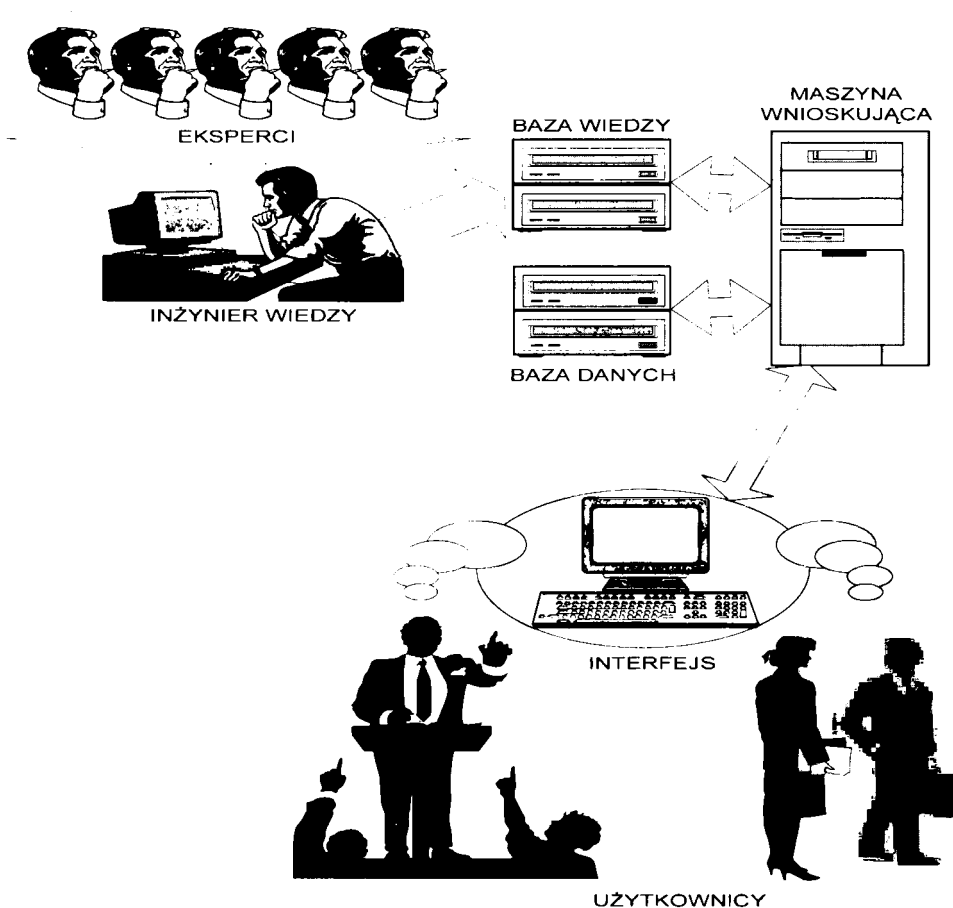 EKSPERCI
BAZA WIEDZY
MASZYNA
WNIOSKUJĄCA
INŻYNIER WIEDZY
BAZA DANYCH
INTERFEJS
UŻYTKOWNICY